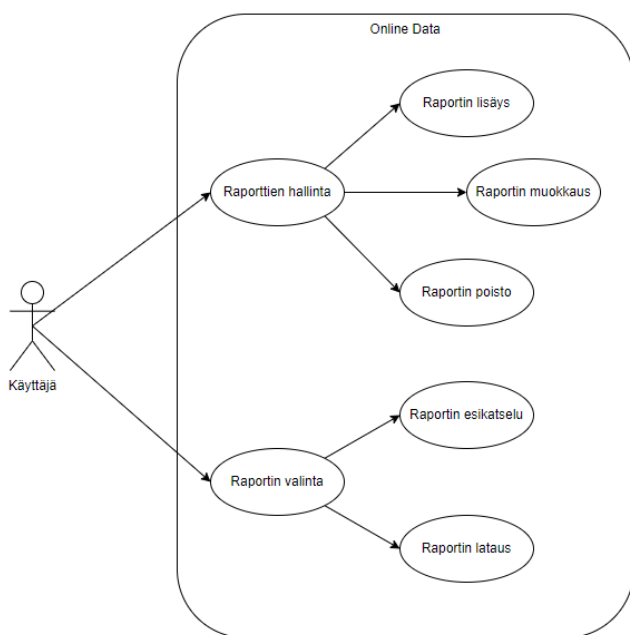 Online Data
Raportin lisäys
Raporttien hallinta
Raportin muokkaus
Raportin poisto
Käyttäjä
Raportin esikatselu
Raportin valinta
Raportin lataus